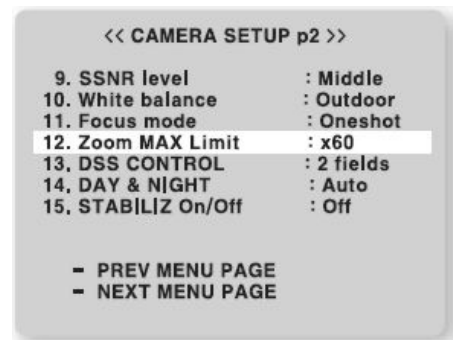 << CAMERA SETUP p2 >>
9. SSNR level : Middle
10. White balance : Outdoor
11. Focus mode : Oneshot
12. Zoom MAX Limit : x60
13, DSS CONTROL : 2 fields
14, DAY & NIGHT : Auto
15, STABILIZ On/Off : Off
- PREV MENU PAGE
- NEXT MENU PAGE